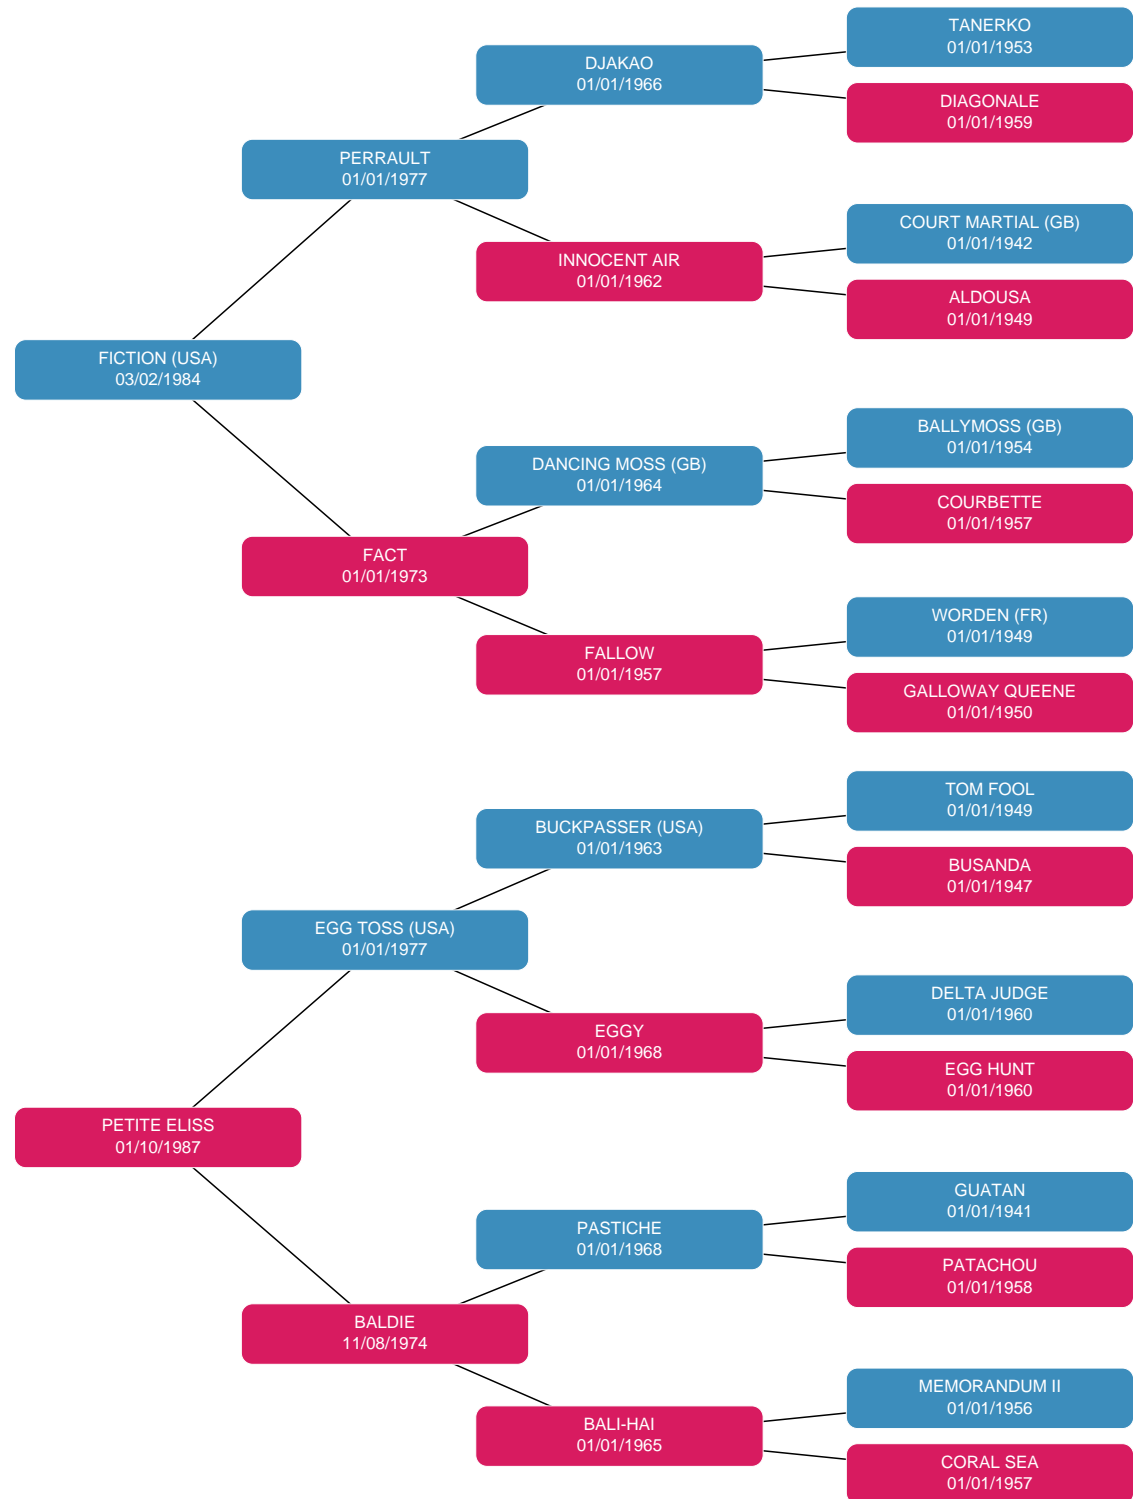 TANERKO
01/01/1953
DJAKAO
01/01/1966
DIAGONALE
01/01/1959
PERRAULT
01/01/1977
COURT MARTIAL (GB)
01/01/1942
INNOCENT AIR
01/01/1962
ALDOUSA
01/01/1949
FICTION (USA)
03/02/1984
BALLYMOSS (GB)
01/01/1954
DANCING MOSS (GB)
01/01/1964
COURBETTE
01/01/1957
FACT
01/01/1973
WORDEN (FR)
01/01/1949
FALLOW
01/01/1957
GALLOWAY QUEENE
01/01/1950
TOM FOOL
01/01/1949
BUCKPASSER (USA)
01/01/1963
BUSANDA
01/01/1947
EGG TOSS (USA)
01/01/1977
DELTA JUDGE
01/01/1960
EGGY
01/01/1968
EGG HUNT
01/01/1960
PETITE ELISS
01/10/1987
GUATAN
01/01/1941
PASTICHE
01/01/1968
PATACHOU
01/01/1958
BALDIE
11/08/1974
MEMORANDUM II
01/01/1956
BALI-HAI
01/01/1965
CORAL SEA
01/01/1957